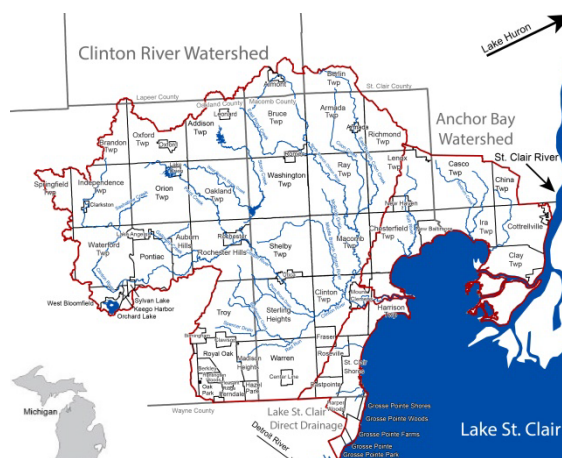 Clinton River Watershed
Lake Huron
Lapeer County
Oakland County
Macomb County
St. Clair County
Almont
Berlin
Twp
Addison
Twp
Leonard
Bruce
Twp
Armada
Twp
Armada
Richmond
Twp
Anchor Bay
Watershed
Brandon
Twp
Oxford
Twp
Oxford
Springfield
Twp
Independence
Twp
Clarkston
Orion
Twp
Oakland
Twp
Washington
Twp
Ray
Twp
Lenox
Twp
Casco
Twp
China
Twp
St. Clair River
New Haven
Chesterfield
Twp
New Baltimore
Ira
Twp
Cottrellville
Clay
Twp
Waterford
Twp
Lake Angelus
Pontiac
Auburn
Hills
Rochester
Rochester Hills
Shelby
Twp
Utica
Macomb
Twp
Clinton
Twp
Mount
Clemens
Harrison
Twp
West Bloomfield
Sylvan Lake
Keego Harbor
Orchard Lake
Troy
Sterling
Heights
Fraser
Roseville
St. Clair
Shores
Birmingham
Clawson
Royal Oak
Berkley
Madison
Heights
Warren
Center Line
Eastpointe
Oak
Park
Ferndale
Hazel
Park
Wayne County
Lake St. Clair
Direct Drainage
Detroit River
Harper
Woods
Grosse Pointe Shores
Grosse Pointe Woods
Grosse Pointe Farms
Grosse Pointe
Grosse Pointe Park
Lake St. Clair
Michigan